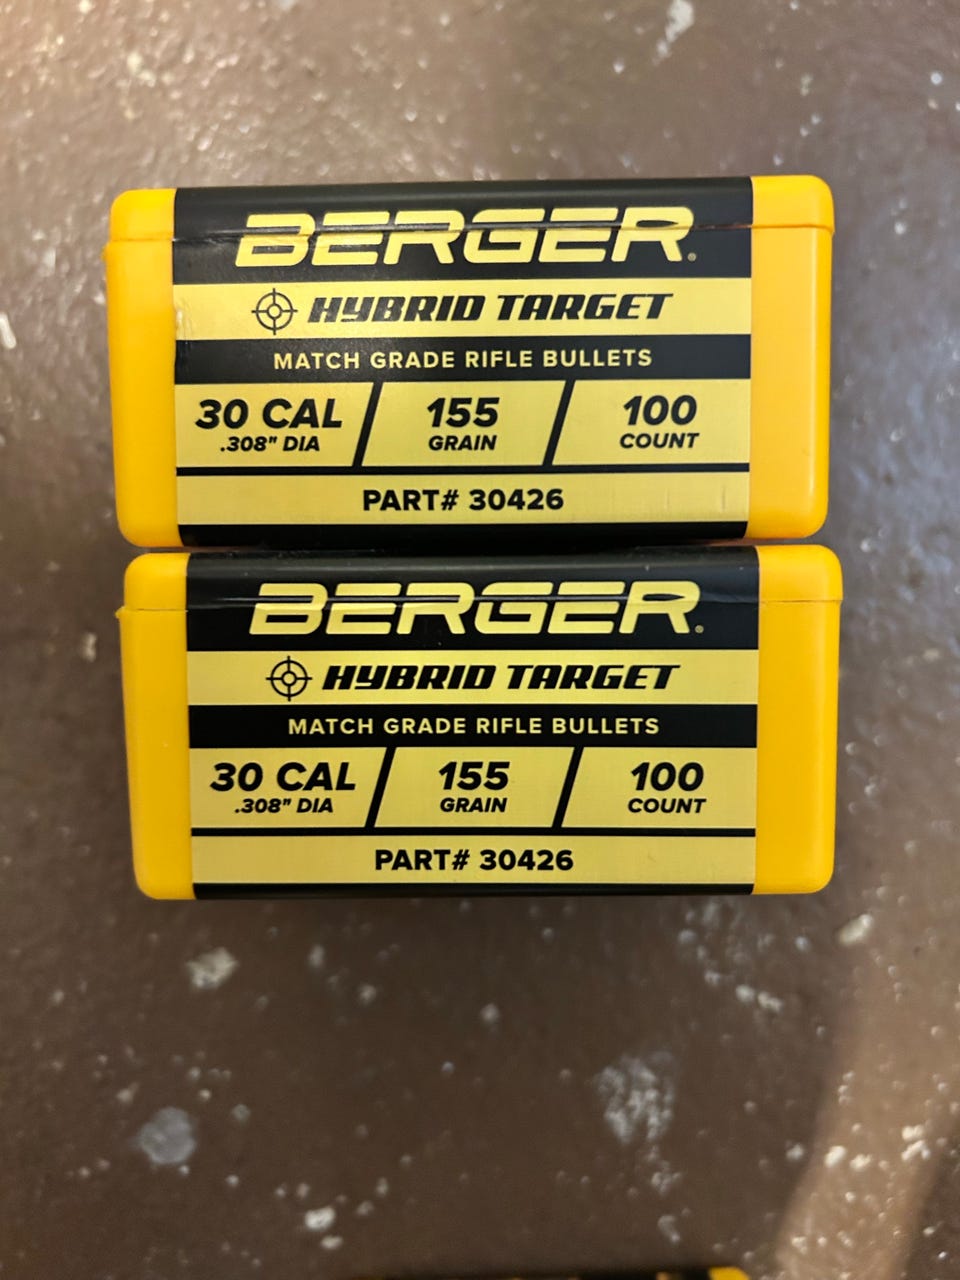 BERGER.
HYBRID TARGET
MATCH GRADE RIFLE BULLETS
30 CAL 155 100
.308" DIA GRAIN COUNT
PART# 30426
BERGER.
HYBRID TARGET
MATCH GRADE RIFLE BULLETS
30 CAL 155 100
.308" DIA GRAIN COUNT
PART# 30426